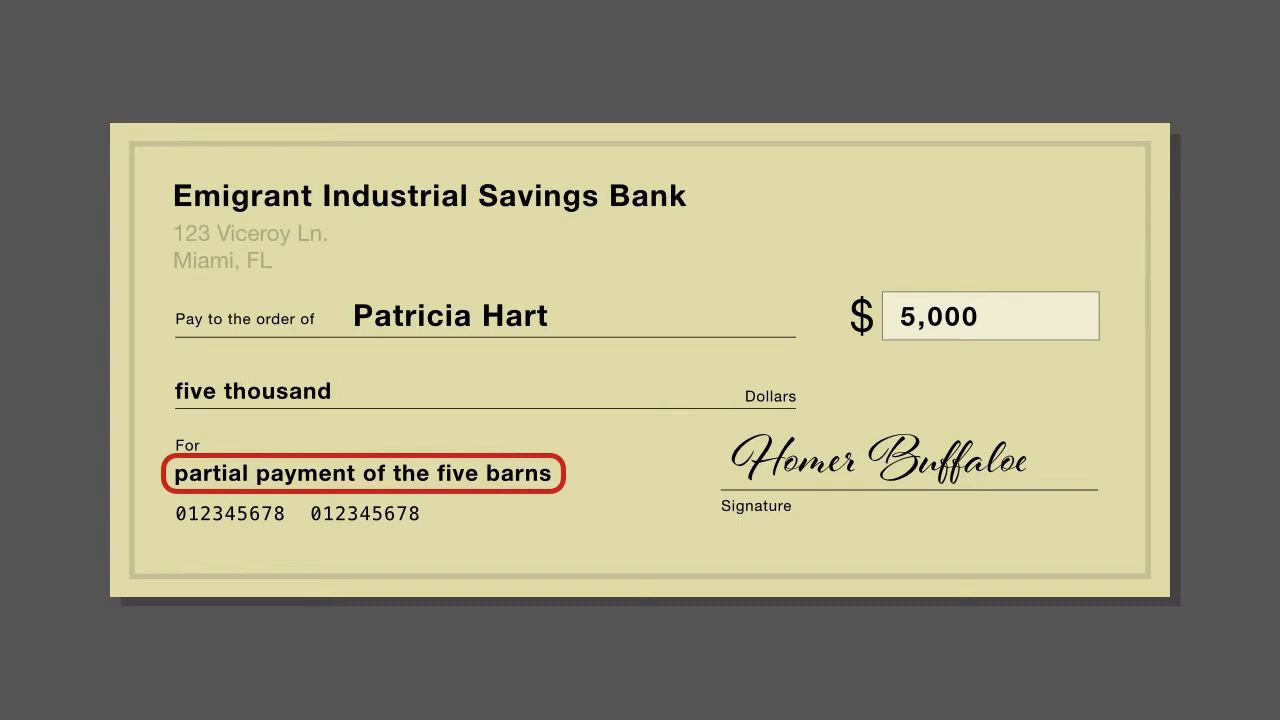 Emigrant Industrial Savings Bank
123 Viceroy Ln.
Miami, FL
Pay to the order of Patricia Hart $ 5,000
five thousand Dollars
For
partial payment of the five barns
Homer Buffaloe
012345678 012345678
Signature